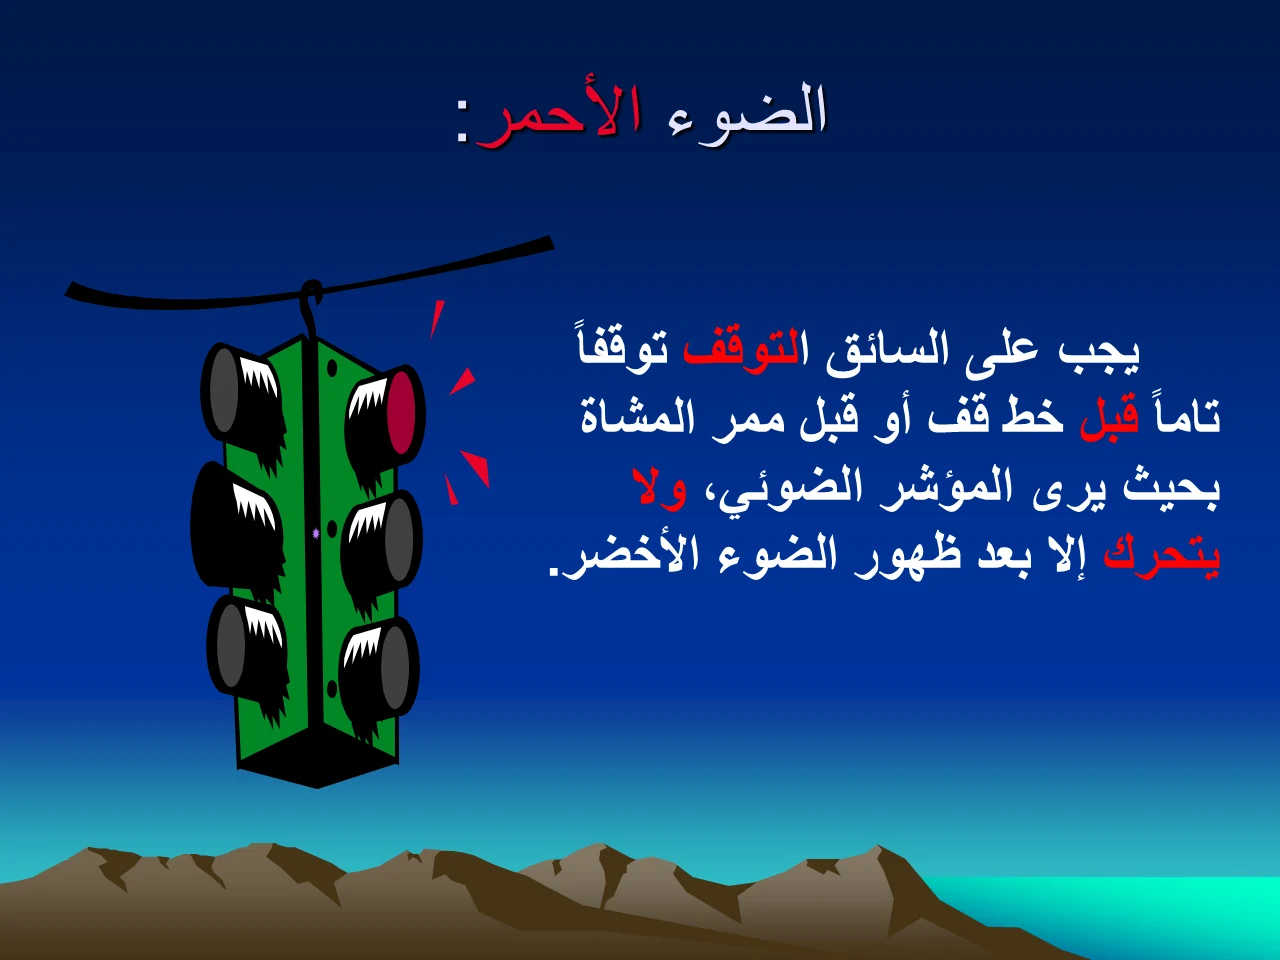 الضوء الأحمر:
يجب على السائق التوقف توقفاً
تاماً قبل خط قف أو قبل ممر المشاة
بحيث يرى المؤشر الضوئي، ولا
يتحرك إلا بعد ظهور الضوء الأخضر.